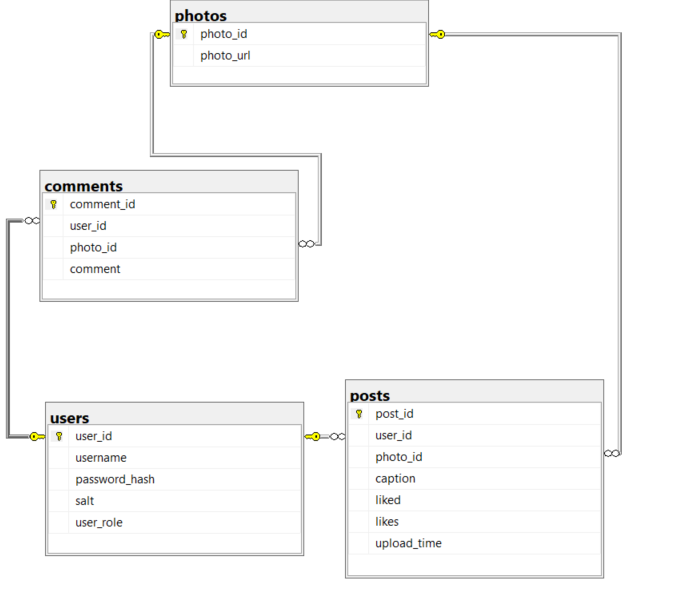 photos
photo_id
photo_url
comments
comment_id
user_id
photo_id
comment
users
user_id
username
password_hash
salt
user_role
posts
post_id
user_id
photo_id
caption
liked
likes
upload_time